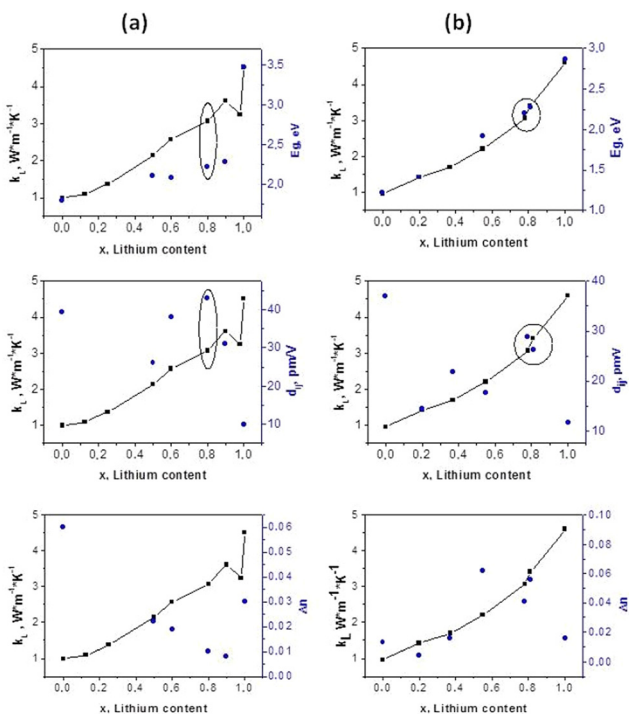 (a)
(b)
k_L, W*m⁻¹*K⁻¹
5
4
3
2
1
3,5
3,0
2,5
2,0
Eg, eV
0,0 0,2 0,4 0,6 0,8 1,0
x, Lithium content
k_L, W*m⁻¹*K⁻¹
5
4
3
2
1
3,0
2,5
2,0
1,5
1,0
Eg, eV
0,0 0,2 0,4 0,6 0,8 1,0
x, Lithium content
k_L, W*m⁻¹*K⁻¹
5
4
3
2
1
40
30
20
10
d_ij, pm/V
0,0 0,2 0,4 0,6 0,8 1,0
x, Lithium content
k_L, W*m⁻¹*K⁻¹
5
4
3
2
1
40
30
20
10
d_ij, pm/V
0,0 0,2 0,4 0,6 0,8 1,0
x, Lithium content
k_L, W*m⁻¹*K⁻¹
5
4
3
2
1
0.06
0.05
0.04
0.03
0.02
0.01
0.00
Δn
0.0 0.2 0.4 0.6 0.8 1.0
x, Lithium content
k_L W*m⁻¹*K⁻¹
5
4
3
2
1
0.10
0.08
0.06
0.04
0.02
0.00
Δn
0.0 0.2 0.4 0.6 0.8 1.0
x, Lithium content